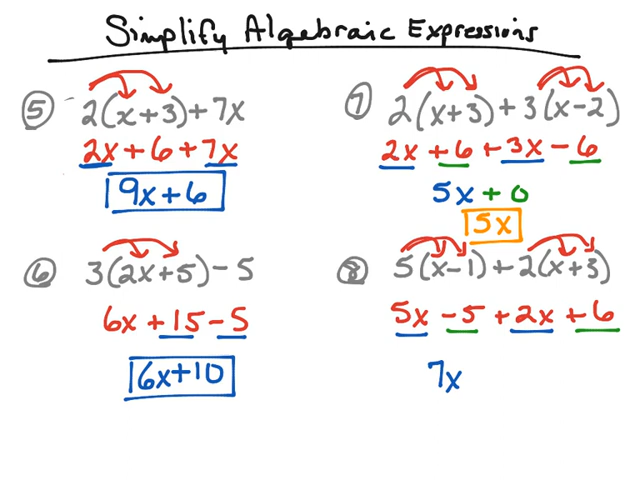 Simplify Algebraic Expressions
⑤ 2(x+3)+7x
2x+6+7x
9x+6
⑥ 3(2x+5)-5
6x+15-5
6x+10
⑦ 2(x+3)+3(x-2)
2x+6+3x-6
5x+0
5x
⑧ 5(x-1)+2(x+3)
5x-5+2x+6
7x